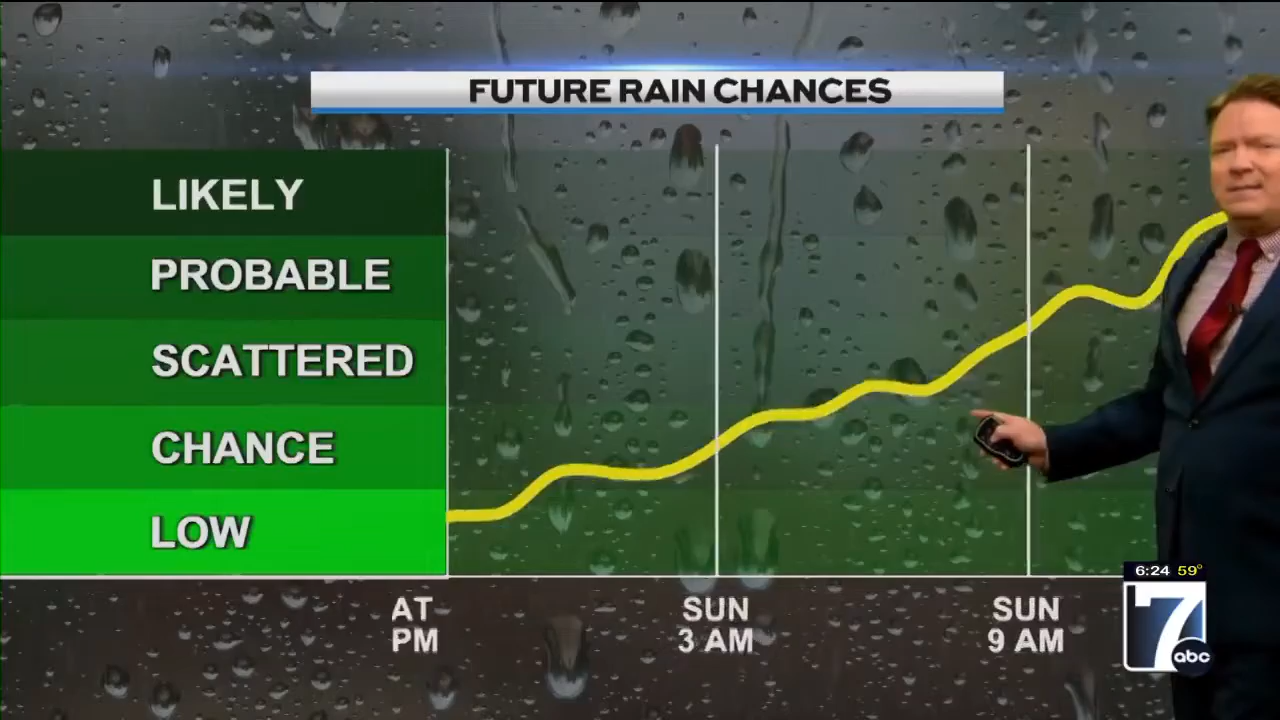 FUTURE RAIN CHANCES
LIKELY
PROBABLE
SCATTERED
CHANCE
LOW
AT
PM
SUN
3 AM
SUN
9 AM
6:24 59°
7
abc